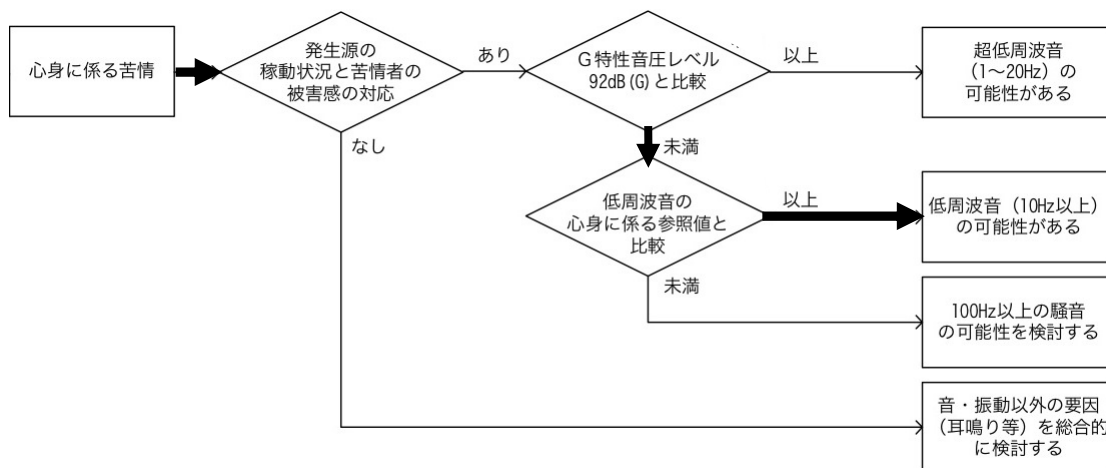 心身に係る苦情
発生源の
稼動状況と苦情者の
被害感の対応
あり
なし
G特性音圧レベル
92dB(G)と比較
以上
未満
超低周波音
(1〜20Hz)の
可能性がある
低周波音の
心身に係る参照値と
比較
以上
未満
低周波音(10Hz以上)
の可能性がある
100Hz以上の騒音
の可能性を検討する
音・振動以外の要因
(耳鳴り等)を総合的
に検討する